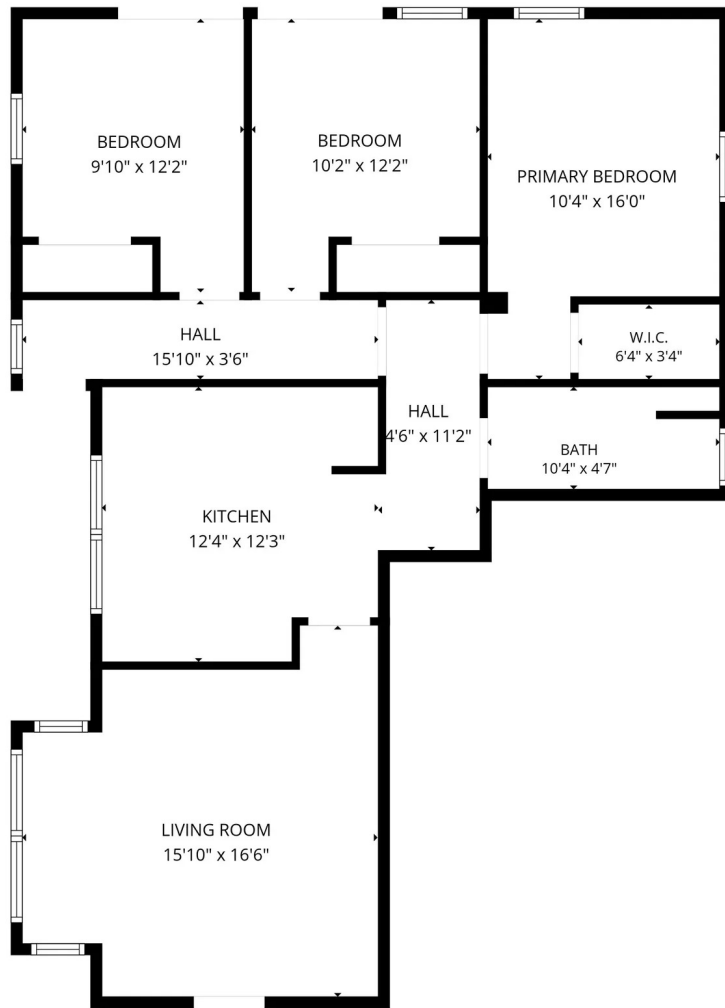 BEDROOM
9'10" x 12'2"
BEDROOM
10'2" x 12'2"
PRIMARY BEDROOM
10'4" x 16'0"
HALL
15'10" x 3'6"
W.I.C.
6'4" x 3'4"
HALL
4'6" x 11'2"
BATH
10'4" x 4'7"
KITCHEN
12'4" x 12'3"
LIVING ROOM
15'10" x 16'6"